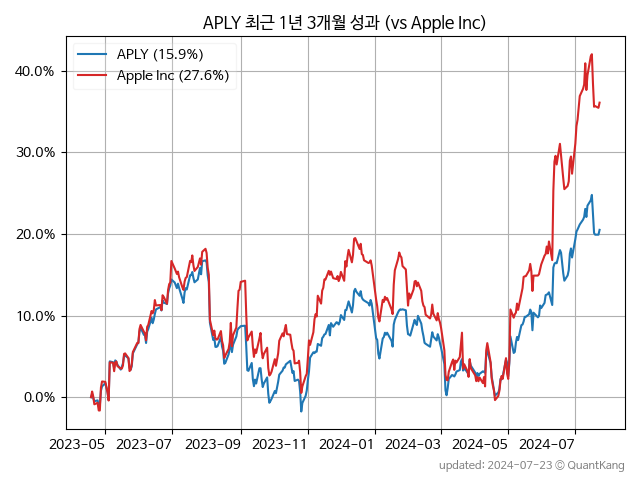 APLY 최근 1년 3개월 성과 (vs Apple Inc)
APLY (15.9%)
Apple Inc (27.6%)
40.0%
30.0%
20.0%
10.0%
0.0%
2023-05 2023-07 2023-09 2023-11 2024-01 2024-03 2024-05 2024-07
updated: 2024-07-23 © QuantKang